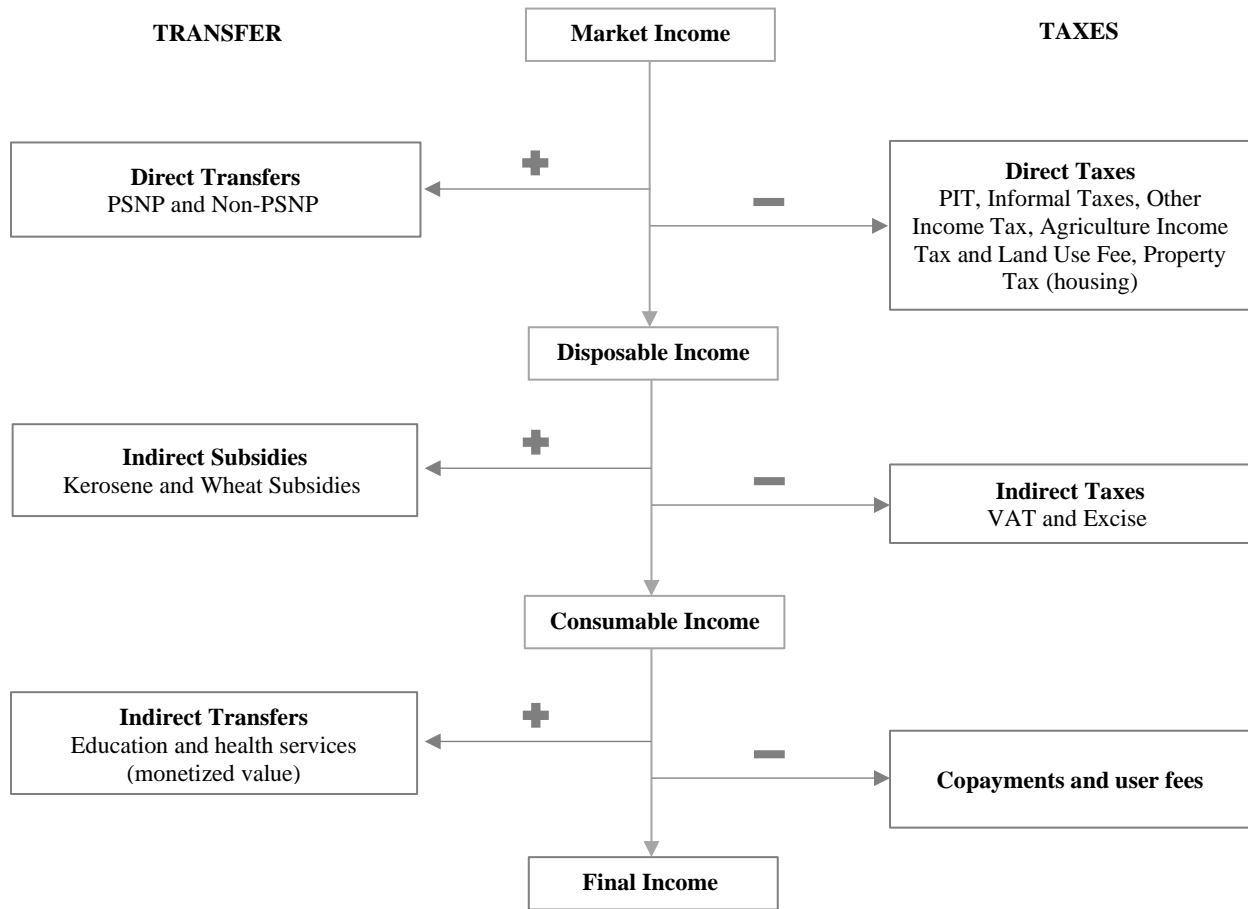 TRANSFER
Market Income
TAXES
Direct Transfers
PSNP and Non-PSNP
Direct Taxes
PIT, Informal Taxes, Other
Income Tax, Agriculture Income
Tax and Land Use Fee, Property
Tax (housing)
Disposable Income
Indirect Subsidies
Kerosene and Wheat Subsidies
Indirect Taxes
VAT and Excise
Consumable Income
Indirect Transfers
Education and health services
(monetized value)
Copayments and user fees
Final Income